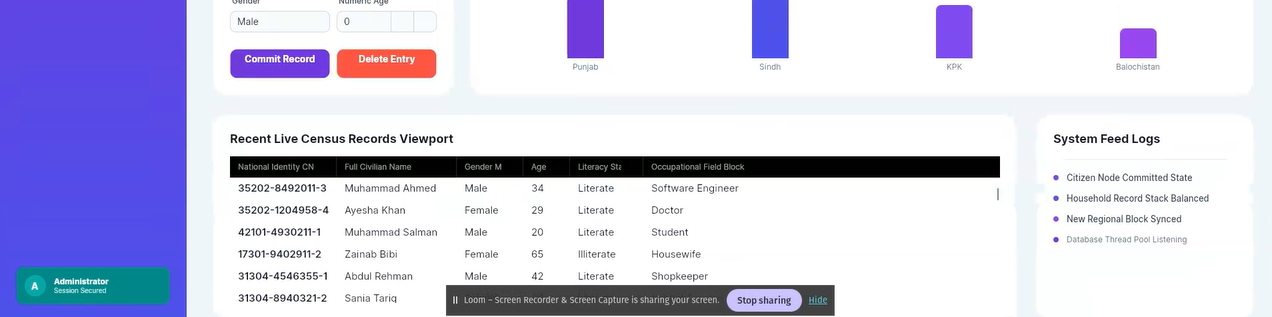 Gender Numeric Age
Male 0
Commit Record Delete Entry
Punjab Sindh KPK Balochistan
Recent Live Census Records Viewport
National Identity CN Full Civilian Name Gender M Age Literacy Sta Occupational Field Block
35202-8492011-3 Muhammad Ahmed Male 34 Literate Software Engineer
35202-1204958-4 Ayesha Khan Female 29 Literate Doctor
42101-4930211-1 Muhammad Salman Male 20 Literate Student
17301-9402911-2 Zainab Bibi Female 65 Illiterate Housewife
31304-4546355-1 Abdul Rehman Male 42 Literate Shopkeeper
31304-8940321-2 Sania Tariq
System Feed Logs
Citizen Node Committed State
Household Record Stack Balanced
New Regional Block Synced
Database Thread Pool Listening
A Administrator
Session Secured
Loom – Screen Recorder & Screen Capture is sharing your screen. Stop sharing Hide